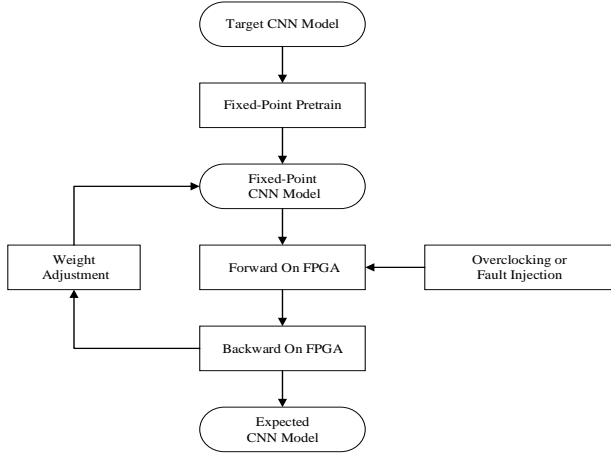 Target CNN Model
Fixed-Point Pretrain
Fixed-Point
CNN Model
Weight
Adjustment
Forward On FPGA
Overclocking or
Fault Injection
Backward On FPGA
Expected
CNN Model